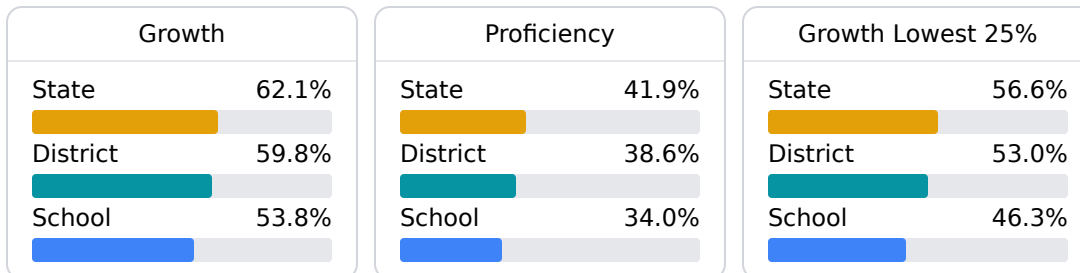 Growth
State 62.1%
District 59.8%
School 53.8%
Proficiency
State 41.9%
District 38.6%
School 34.0%
Growth Lowest 25%
State 56.6%
District 53.0%
School 46.3%